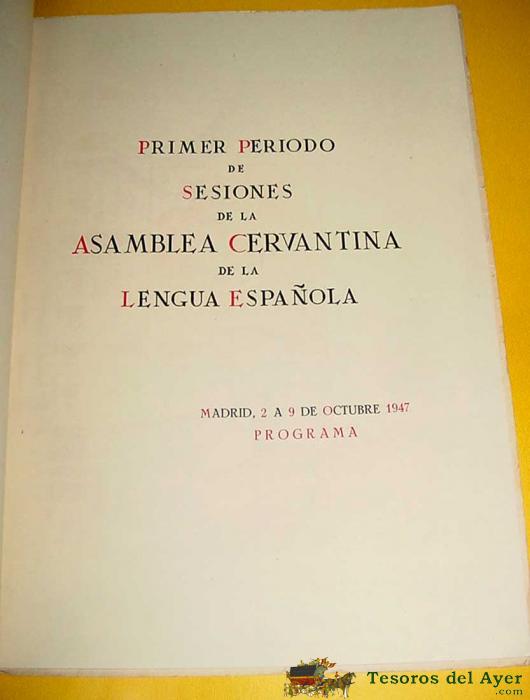 PRIMER PERIODO
DE
SESIONES
DE LA
ASAMBLEA CERVANTINA
DE LA
LENGUA ESPAÑOLA
MADRID, 2 A 9 DE OCTUBRE 1947
PROGRAMA
Tesoros del Ayer
.com